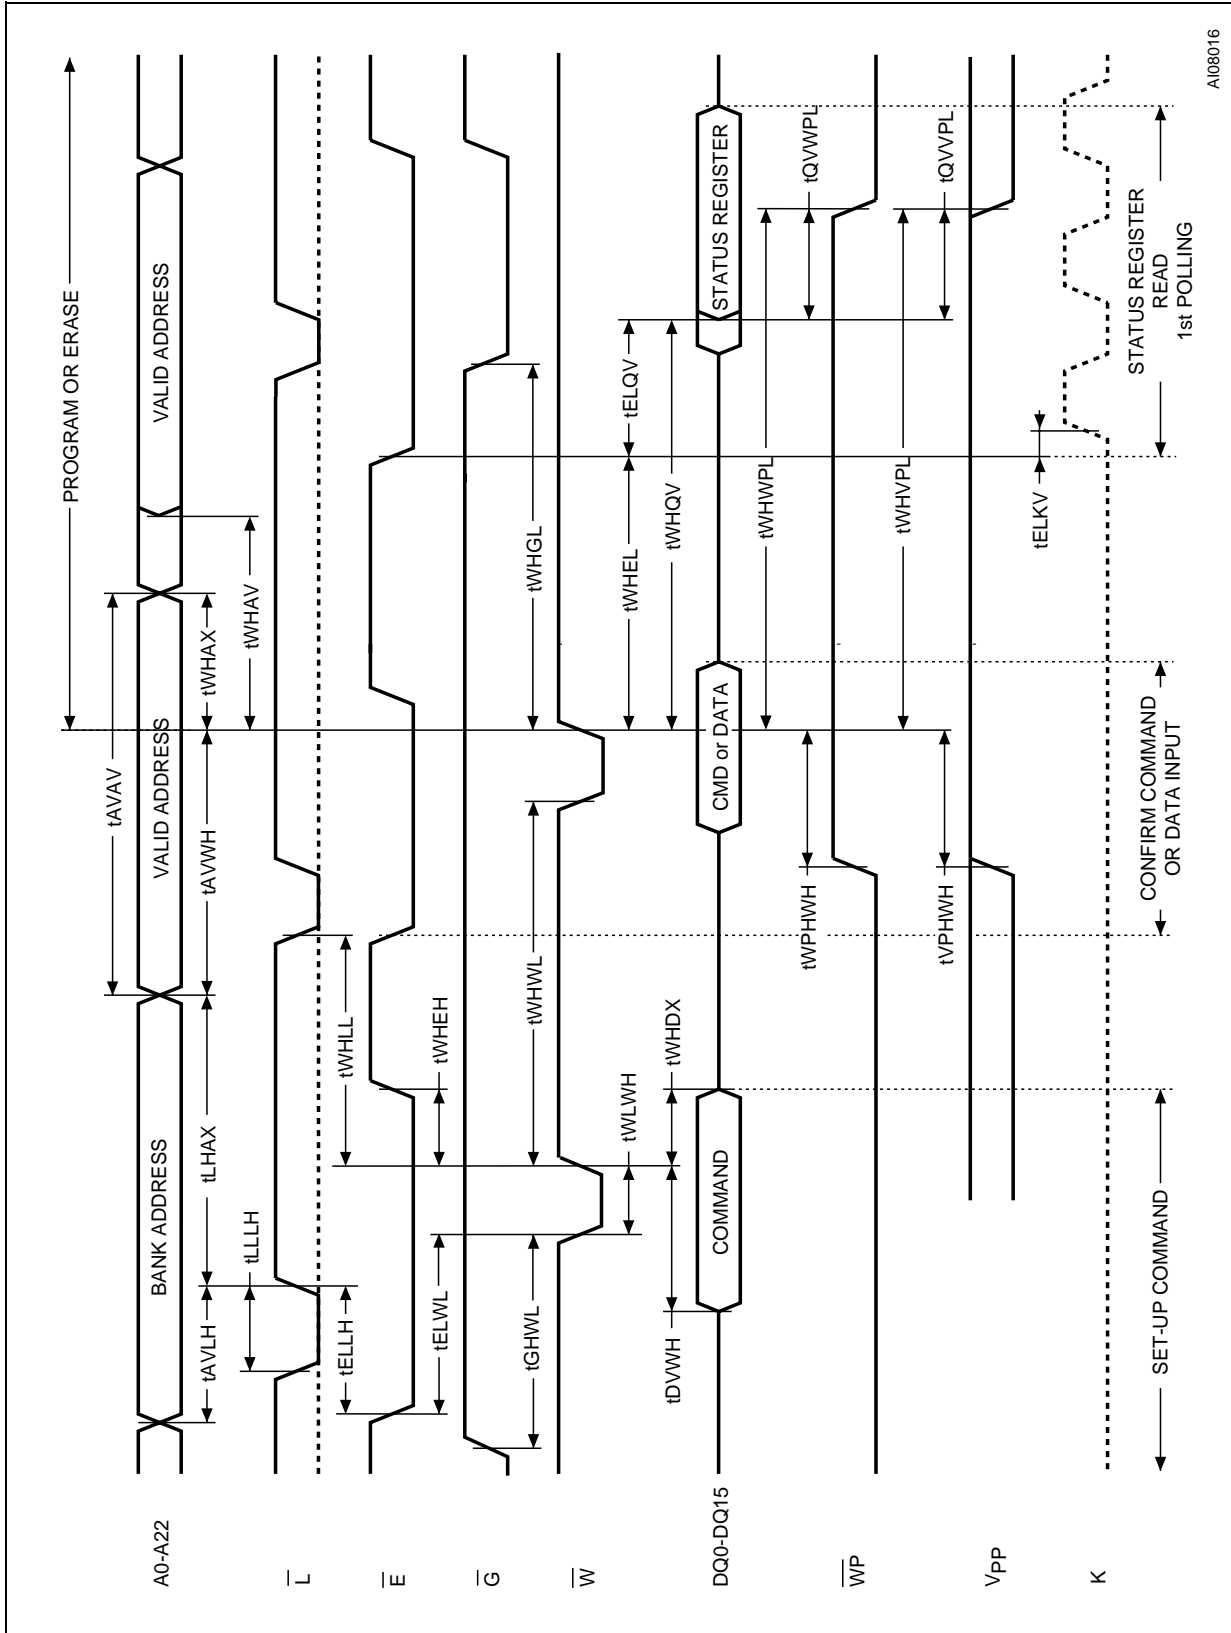 PROGRAM OR ERASE
A0-A22
BANK ADDRESS
VALID ADDRESS
VALID ADDRESS
tAVAV
tAVLH
tLHAX
tAVWH
tWHAX
tLLLH
tWHAV
L
tELLH
tWHLL
E
tELWL
tWHEH
G
tGHWL
tWHWL
tWHGL
W
tWLWH
tWHEL
tELQV
tDVWH
tWHDX
tWHQV
DQ0-DQ15
COMMAND
CMD or DATA
STATUS REGISTER
tWHWPL
tWPHWH
tQVWPL
WP
tWHVPL
tVPHWH
tQVVPL
VPP
tELKV
K
SET-UP COMMAND
CONFIRM COMMAND
OR DATA INPUT
STATUS REGISTER
READ
1st POLLING
AI08016